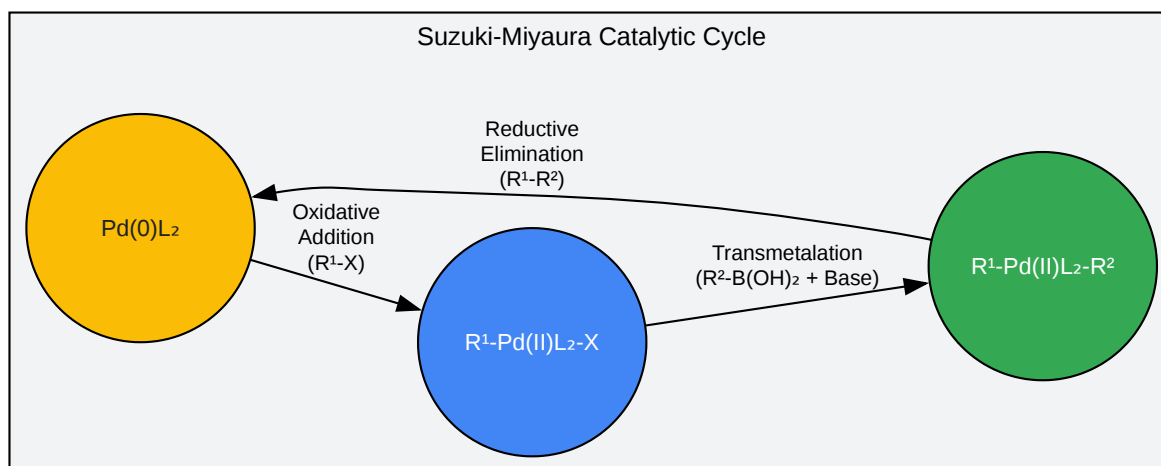 Suzuki-Miyaura Catalytic Cycle
Reductive
Elimination
(R¹-R²)
Pd(0)L₂
Oxidative
Addition
(R¹-X)
Transmetalation
(R²-B(OH)₂ + Base)
R¹-Pd(II)L₂-R²
R¹-Pd(II)L₂-X